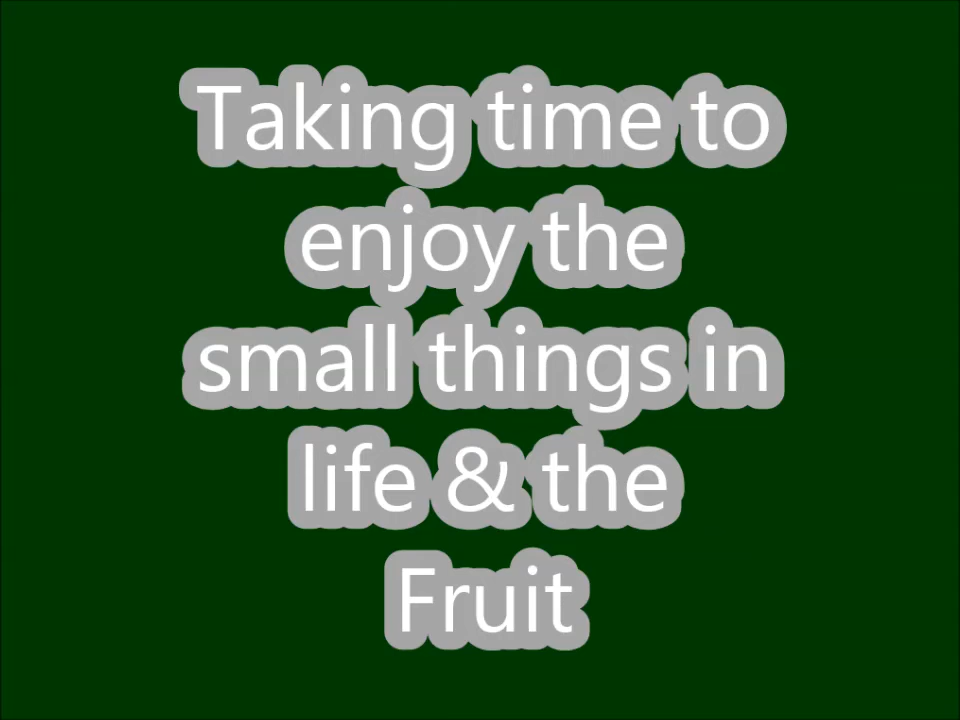 Taking time to
enjoy the
small things in
life & the
Fruit